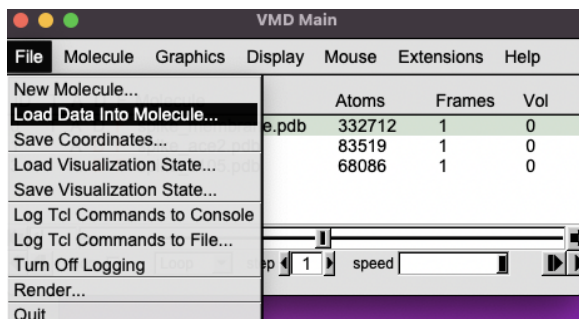 VMD Main
File Molecule Graphics Display Mouse Extensions Help
New Molecule...
Atoms Frames Vol
Load Data Into Molecule...
e.pdb 332712 1 0
Save Coordinates...
83519 1 0
Load Visualization State...
68086 1 0
Save Visualization State...
Log Tcl Commands to Console
Log Tcl Commands to File...
Turn Off Logging
ep 1 speed
Render...
Quit